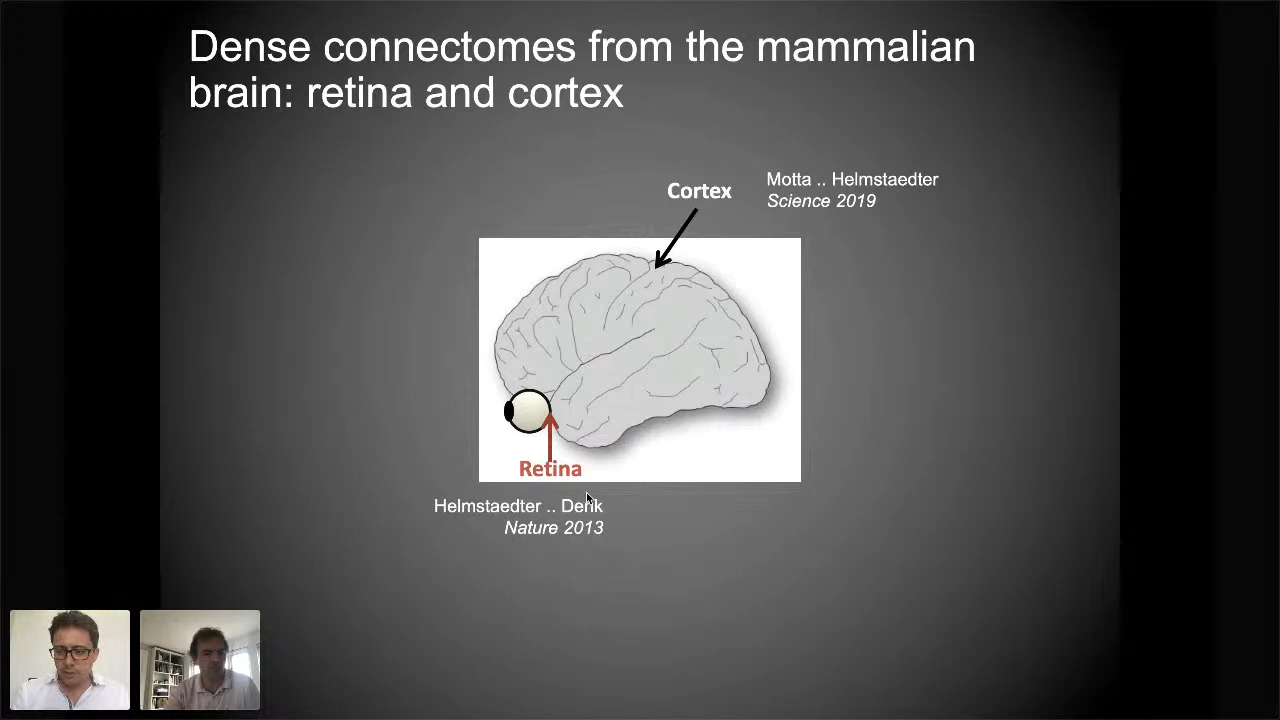 Dense connectomes from the mammalian
brain: retina and cortex
Cortex
Motta .. Helmstaedter
Science 2019
Retina
Helmstaedter .. Denk
Nature 2013